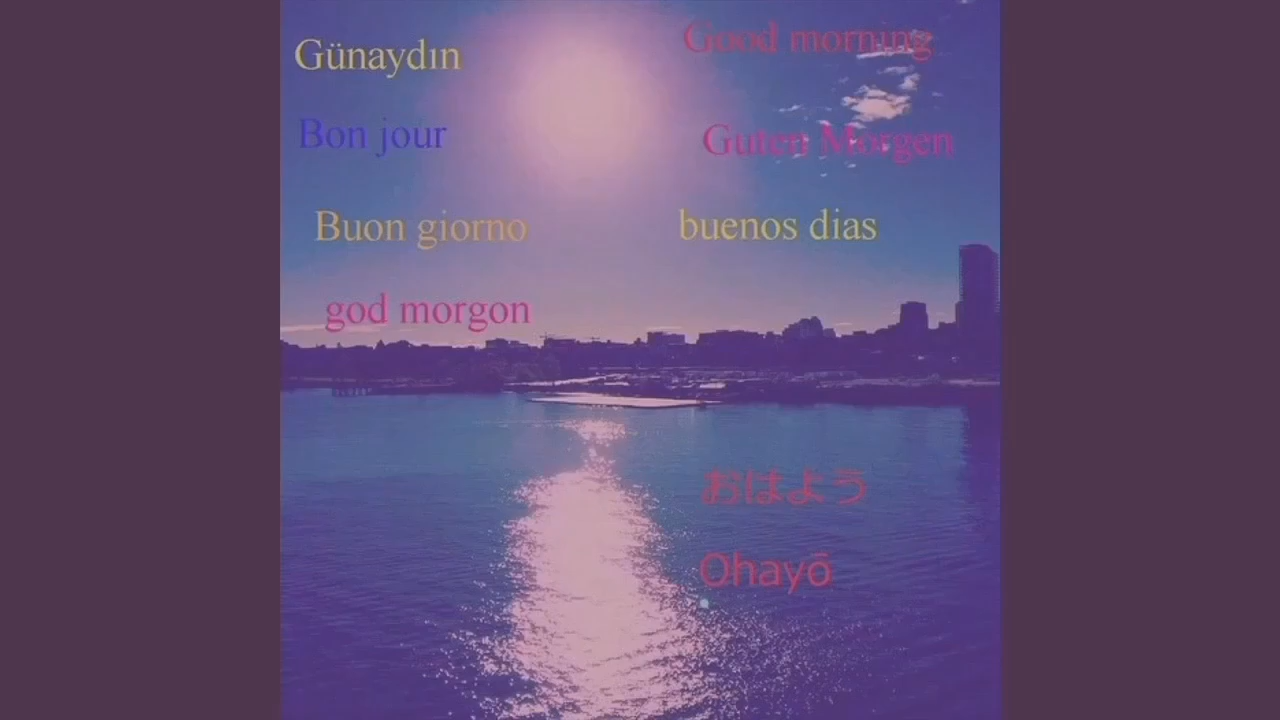 Günaydın
Good morning
Bon jour
Guten Morgen
Buon giorno
buenos dias
god morgon
おはよう
Ohayō